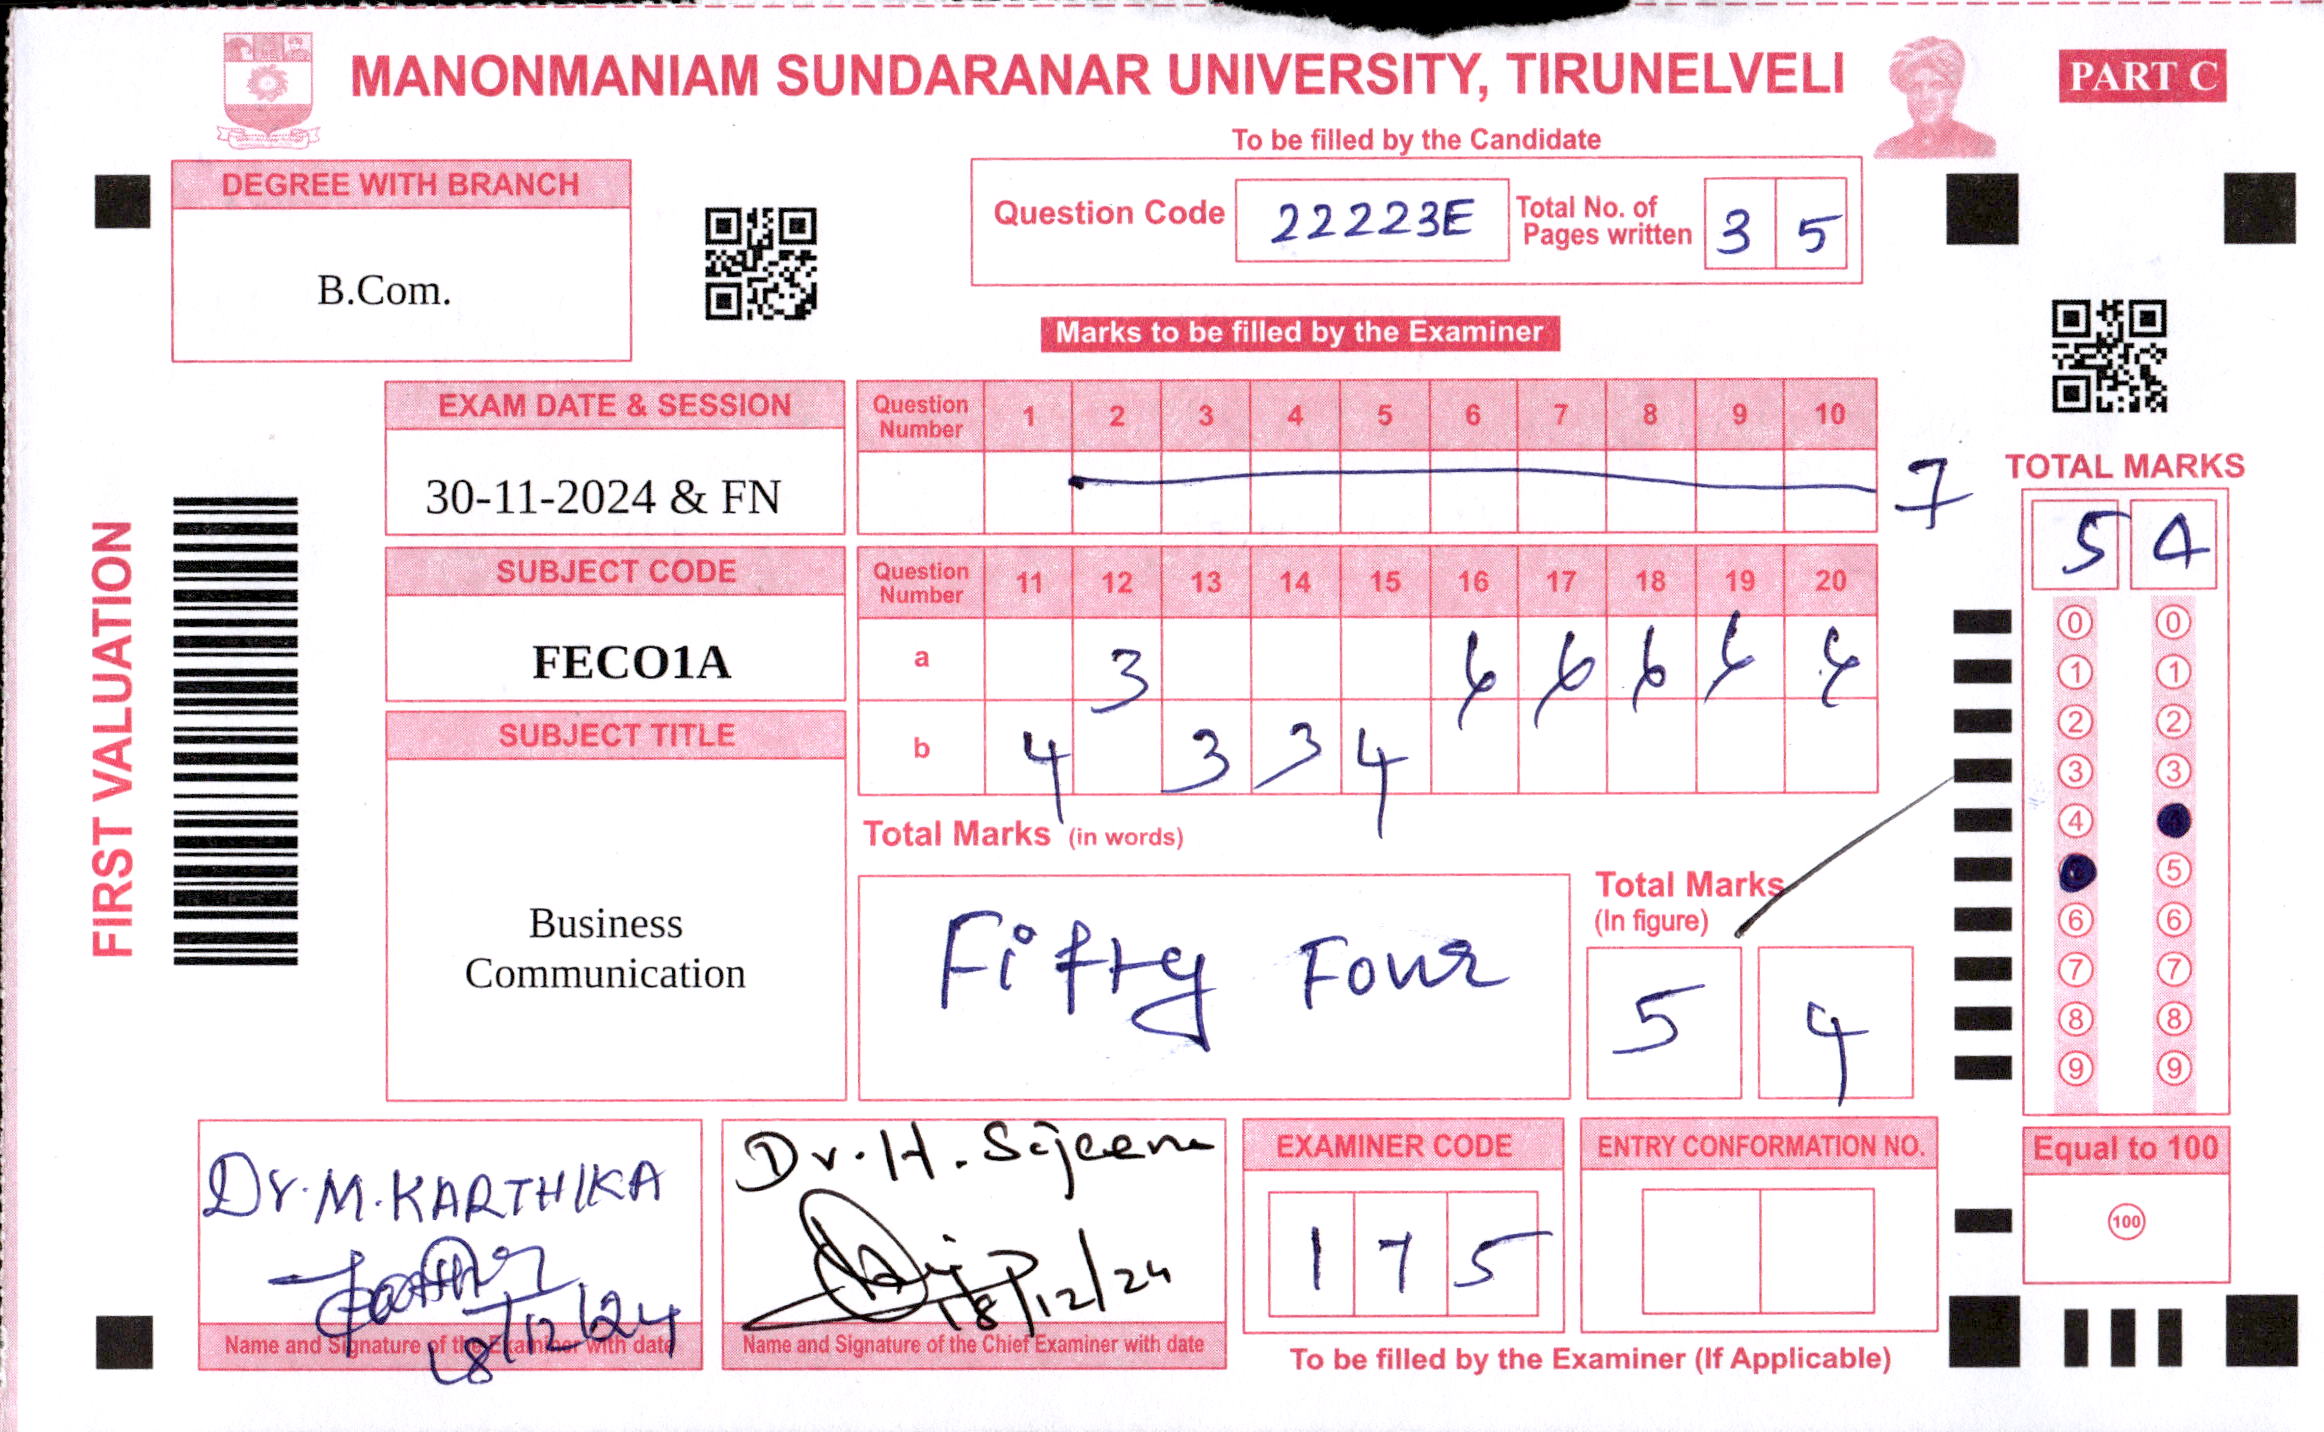 MANONMANIAM SUNDARANAR UNIVERSITY, TIRUNELVELI
PART C
To be filled by the Candidate
DEGREE WITH BRANCH
B.Com.
Question Code 22223E Total No. of Pages written 3 5
Marks to be filled by the Examiner
FIRST VALUATION
EXAM DATE & SESSION
30-11-2024 & FN
Question Number 1 2 3 4 5 6 7 8 9 10
7
SUBJECT CODE
FECO1A
Question Number 11 12 13 14 15 16 17 18 19 20
a 3 6 6 6 6 6
b 4 3 3 4
SUBJECT TITLE
Business
Communication
Total Marks (in words)
Fifty Four
Total Marks
(In figure)
5 4
TOTAL MARKS
5 4
0 0
1 1
2 2
3 3
4
5
6 6
7 7
8 8
9 9
Equal to 100
100
Dr. M. KARTHIKA
18/12/24
Name and Signature of the Examiner with date
Dr. H. Sajeena
18/12/24
Name and Signature of the Chief Examiner with date
EXAMINER CODE
1 7 5
ENTRY CONFORMATION NO.
To be filled by the Examiner (If Applicable)